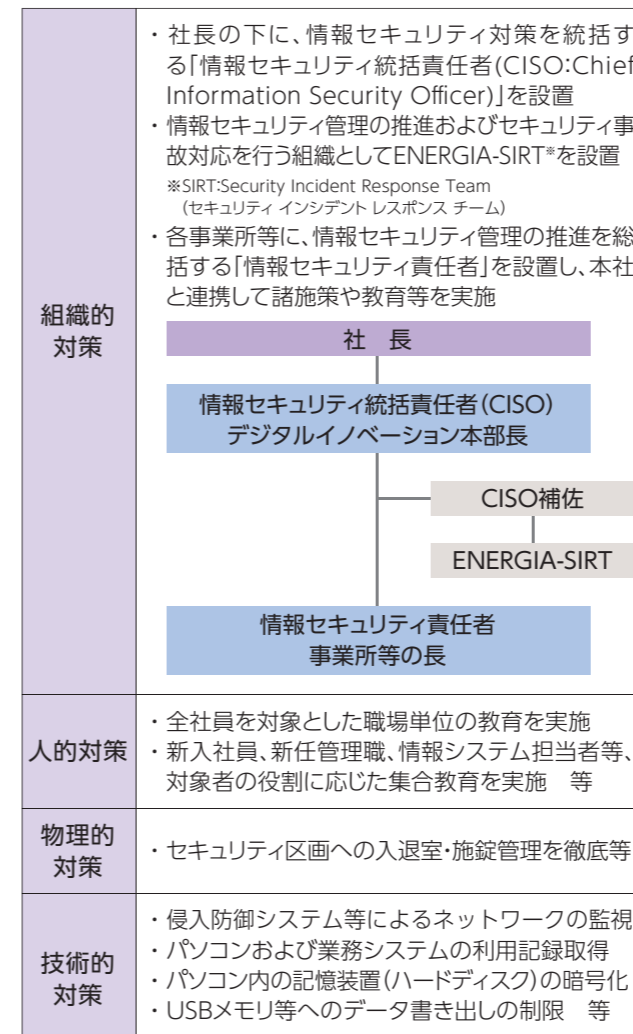 組織的
対策
・社長の下に、情報セキュリティ対策を統括す
る「情報セキュリティ統括責任者(CISO:Chief
Information Security Officer)」を設置
・情報セキュリティ管理の推進およびセキュリティ事
故対応を行う組織としてENERGIA-SIRT※を設置
※SIRT:Security Incident Response Team
(セキュリティ インシデント レスポンス チーム)
・各事業所等に、情報セキュリティ管理の推進を総
括する「情報セキュリティ責任者」を設置し、本社
と連携して諸施策や教育等を実施
社　長
情報セキュリティ統括責任者(CISO)
デジタルイノベーション本部長
CISO補佐
ENERGIA-SIRT
情報セキュリティ責任者
事業所等の長
人的対策
・全社員を対象とした職場単位の教育を実施
・新入社員、新任管理職、情報システム担当者等、
対象者の役割に応じた集合教育を実施　等
物理的
対策
・セキュリティ区画への入退室・施錠管理を徹底等
技術的
対策
・侵入防御システム等によるネットワークの監視
・パソコンおよび業務システムの利用記録取得
・パソコン内の記憶装置(ハードディスク)の暗号化
・USBメモリ等へのデータ書き出しの制限　等